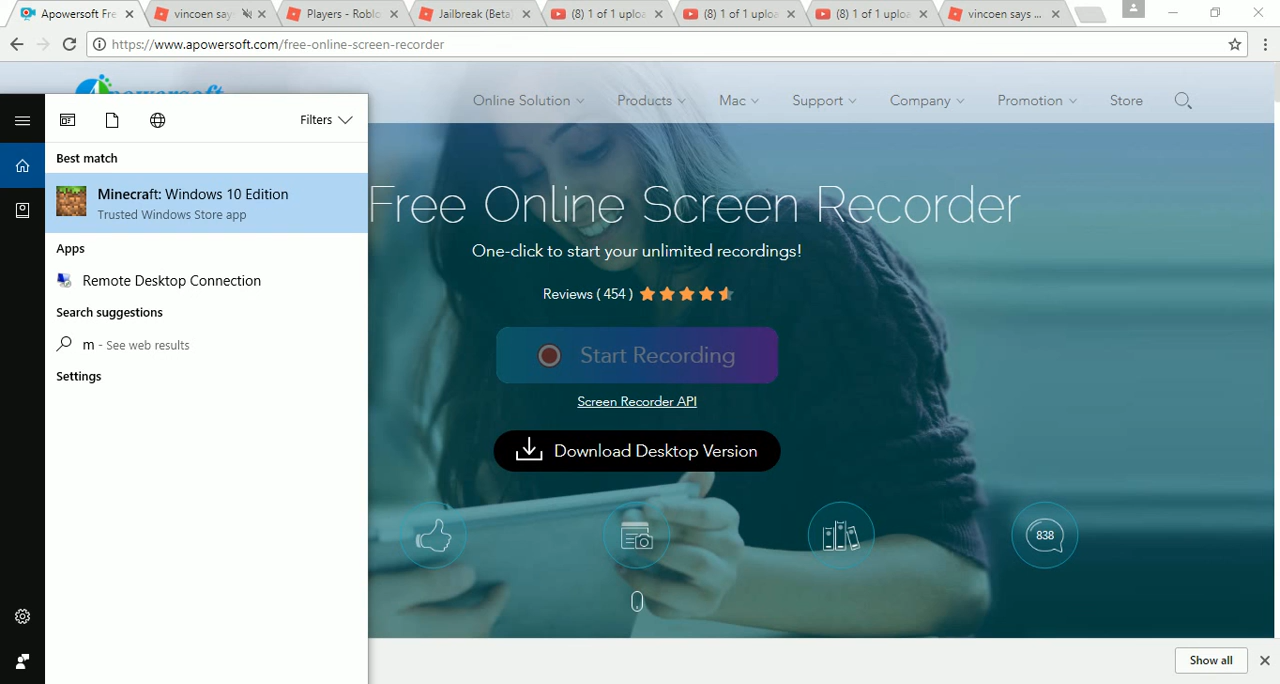 Apowersoft Fre
vincoen say
Players - Roblo
Jailbreak (Beta)
(8) 1 of 1 uploa
(8) 1 of 1 uploa
(8) 1 of 1 uploa
vincoen says ...
https://www.apowersoft.com/free-online-screen-recorder
Online Solution
Products
Mac
Support
Company
Promotion
Store
Filters
Best match
Minecraft: Windows 10 Edition
Trusted Windows Store app
Apps
Remote Desktop Connection
Search suggestions
m - See web results
Settings
Free Online Screen Recorder
One-click to start your unlimited recordings!
Reviews ( 454 )
Start Recording
Screen Recorder API
Download Desktop Version
838
Show all